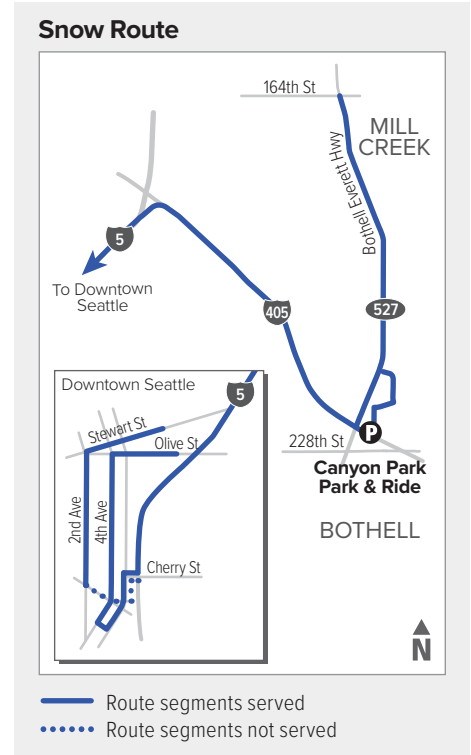 Snow Route
164th St
MILL
CREEK
Bothell Everett Hwy
5
To Downtown
Seattle
405
527
Downtown Seattle
5
Stewart St
Olive St
228th St
P
Canyon Park
Park & Ride
2nd Ave
4th Ave
BOTHELL
Cherry St
N
Route segments served
Route segments not served